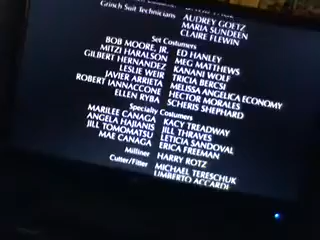 Grinch Suit Technicians
AUDREY GOETZ
MARIA SUNDEEN
CLAIRE FLEWIN
Set Costumers
BOB MOORE, JR. ED HANLEY
MITZI HARALSON MEG MATTHEWS
GILBERT HERNANDEZ KANANI WOLF
LESLIE WEIR TRICIA BERCSI
JAVIER ARRIETA MELISSA ANGELICA ECONOMY
ROBERT IANNACCONE HECTOR MORALES
ELLEN RYBA SCHERIS SHEPHARD
Specialty Costumers
MARILEE CANAGA KACY TREADWAY
ANGELA HAJIANIS JILL THRAVES
JILL TOMOMATSU LETICIA SANDOVAL
MAE CANAGA ERICA FREEMAN
Milliner HARRY ROTZ
Cutter/Fitter MICHAEL TERESCHUK
UMBERTO ACCARDI